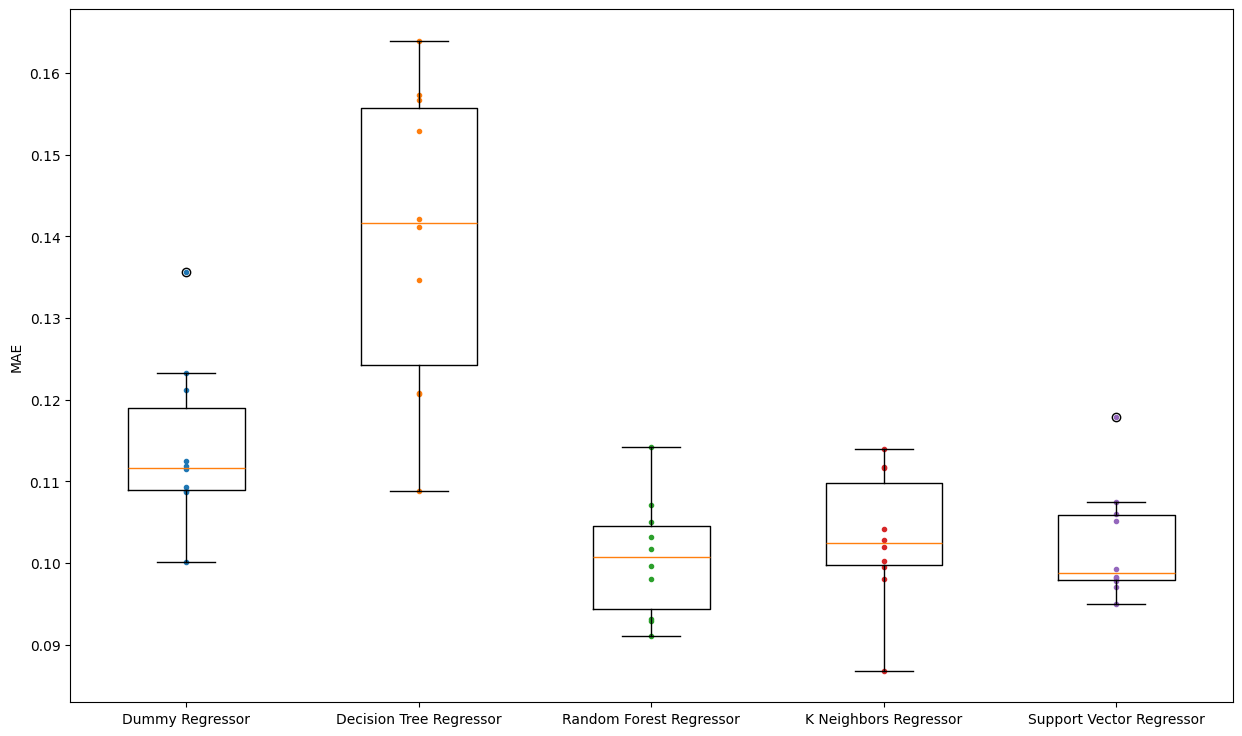 MAE
0.16
0.15
0.14
0.13
0.12
0.11
0.10
0.09
Dummy Regressor
Decision Tree Regressor
Random Forest Regressor
K Neighbors Regressor
Support Vector Regressor